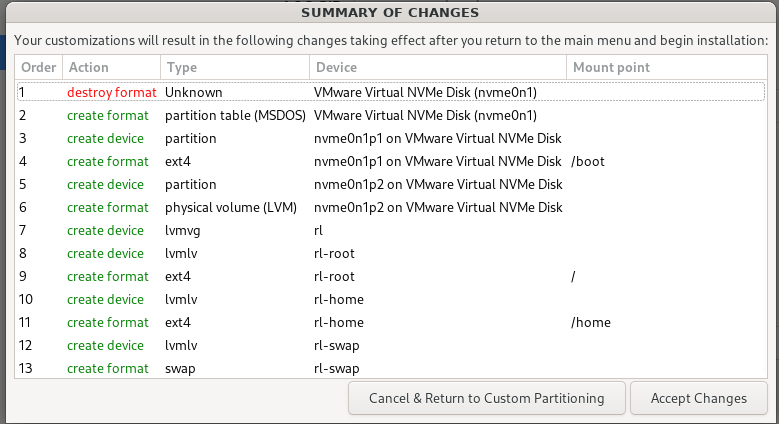 SUMMARY OF CHANGES
Your customizations will result in the following changes taking effect after you return to the main menu and begin installation:
Order Action Type Device Mount point
1 destroy format Unknown VMware Virtual NVMe Disk (nvme0n1)
2 create format partition table (MSDOS) VMware Virtual NVMe Disk (nvme0n1)
3 create device partition nvme0n1p1 on VMware Virtual NVMe Disk
4 create format ext4 nvme0n1p1 on VMware Virtual NVMe Disk /boot
5 create device partition nvme0n1p2 on VMware Virtual NVMe Disk
6 create format physical volume (LVM) nvme0n1p2 on VMware Virtual NVMe Disk
7 create device lvmvg rl
8 create device lvmlv rl-root
9 create format ext4 rl-root /
10 create device lvmlv rl-home
11 create format ext4 rl-home /home
12 create device lvmlv rl-swap
13 create format swap rl-swap
Cancel & Return to Custom Partitioning Accept Changes